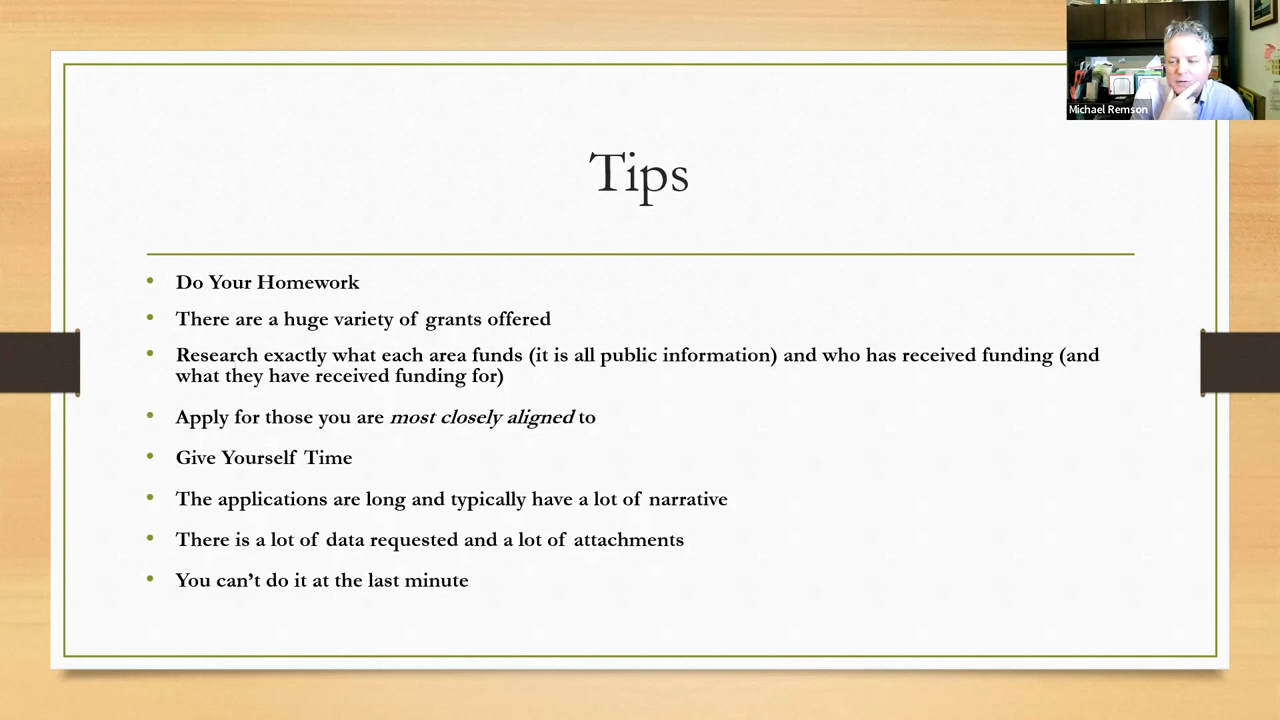 Michael Remson
Tips
• Do Your Homework
• There are a huge variety of grants offered
• Research exactly what each area funds (it is all public information) and who has received funding (and
what they have received funding for)
• Apply for those you are most closely aligned to
• Give Yourself Time
• The applications are long and typically have a lot of narrative
• There is a lot of data requested and a lot of attachments
• You can’t do it at the last minute